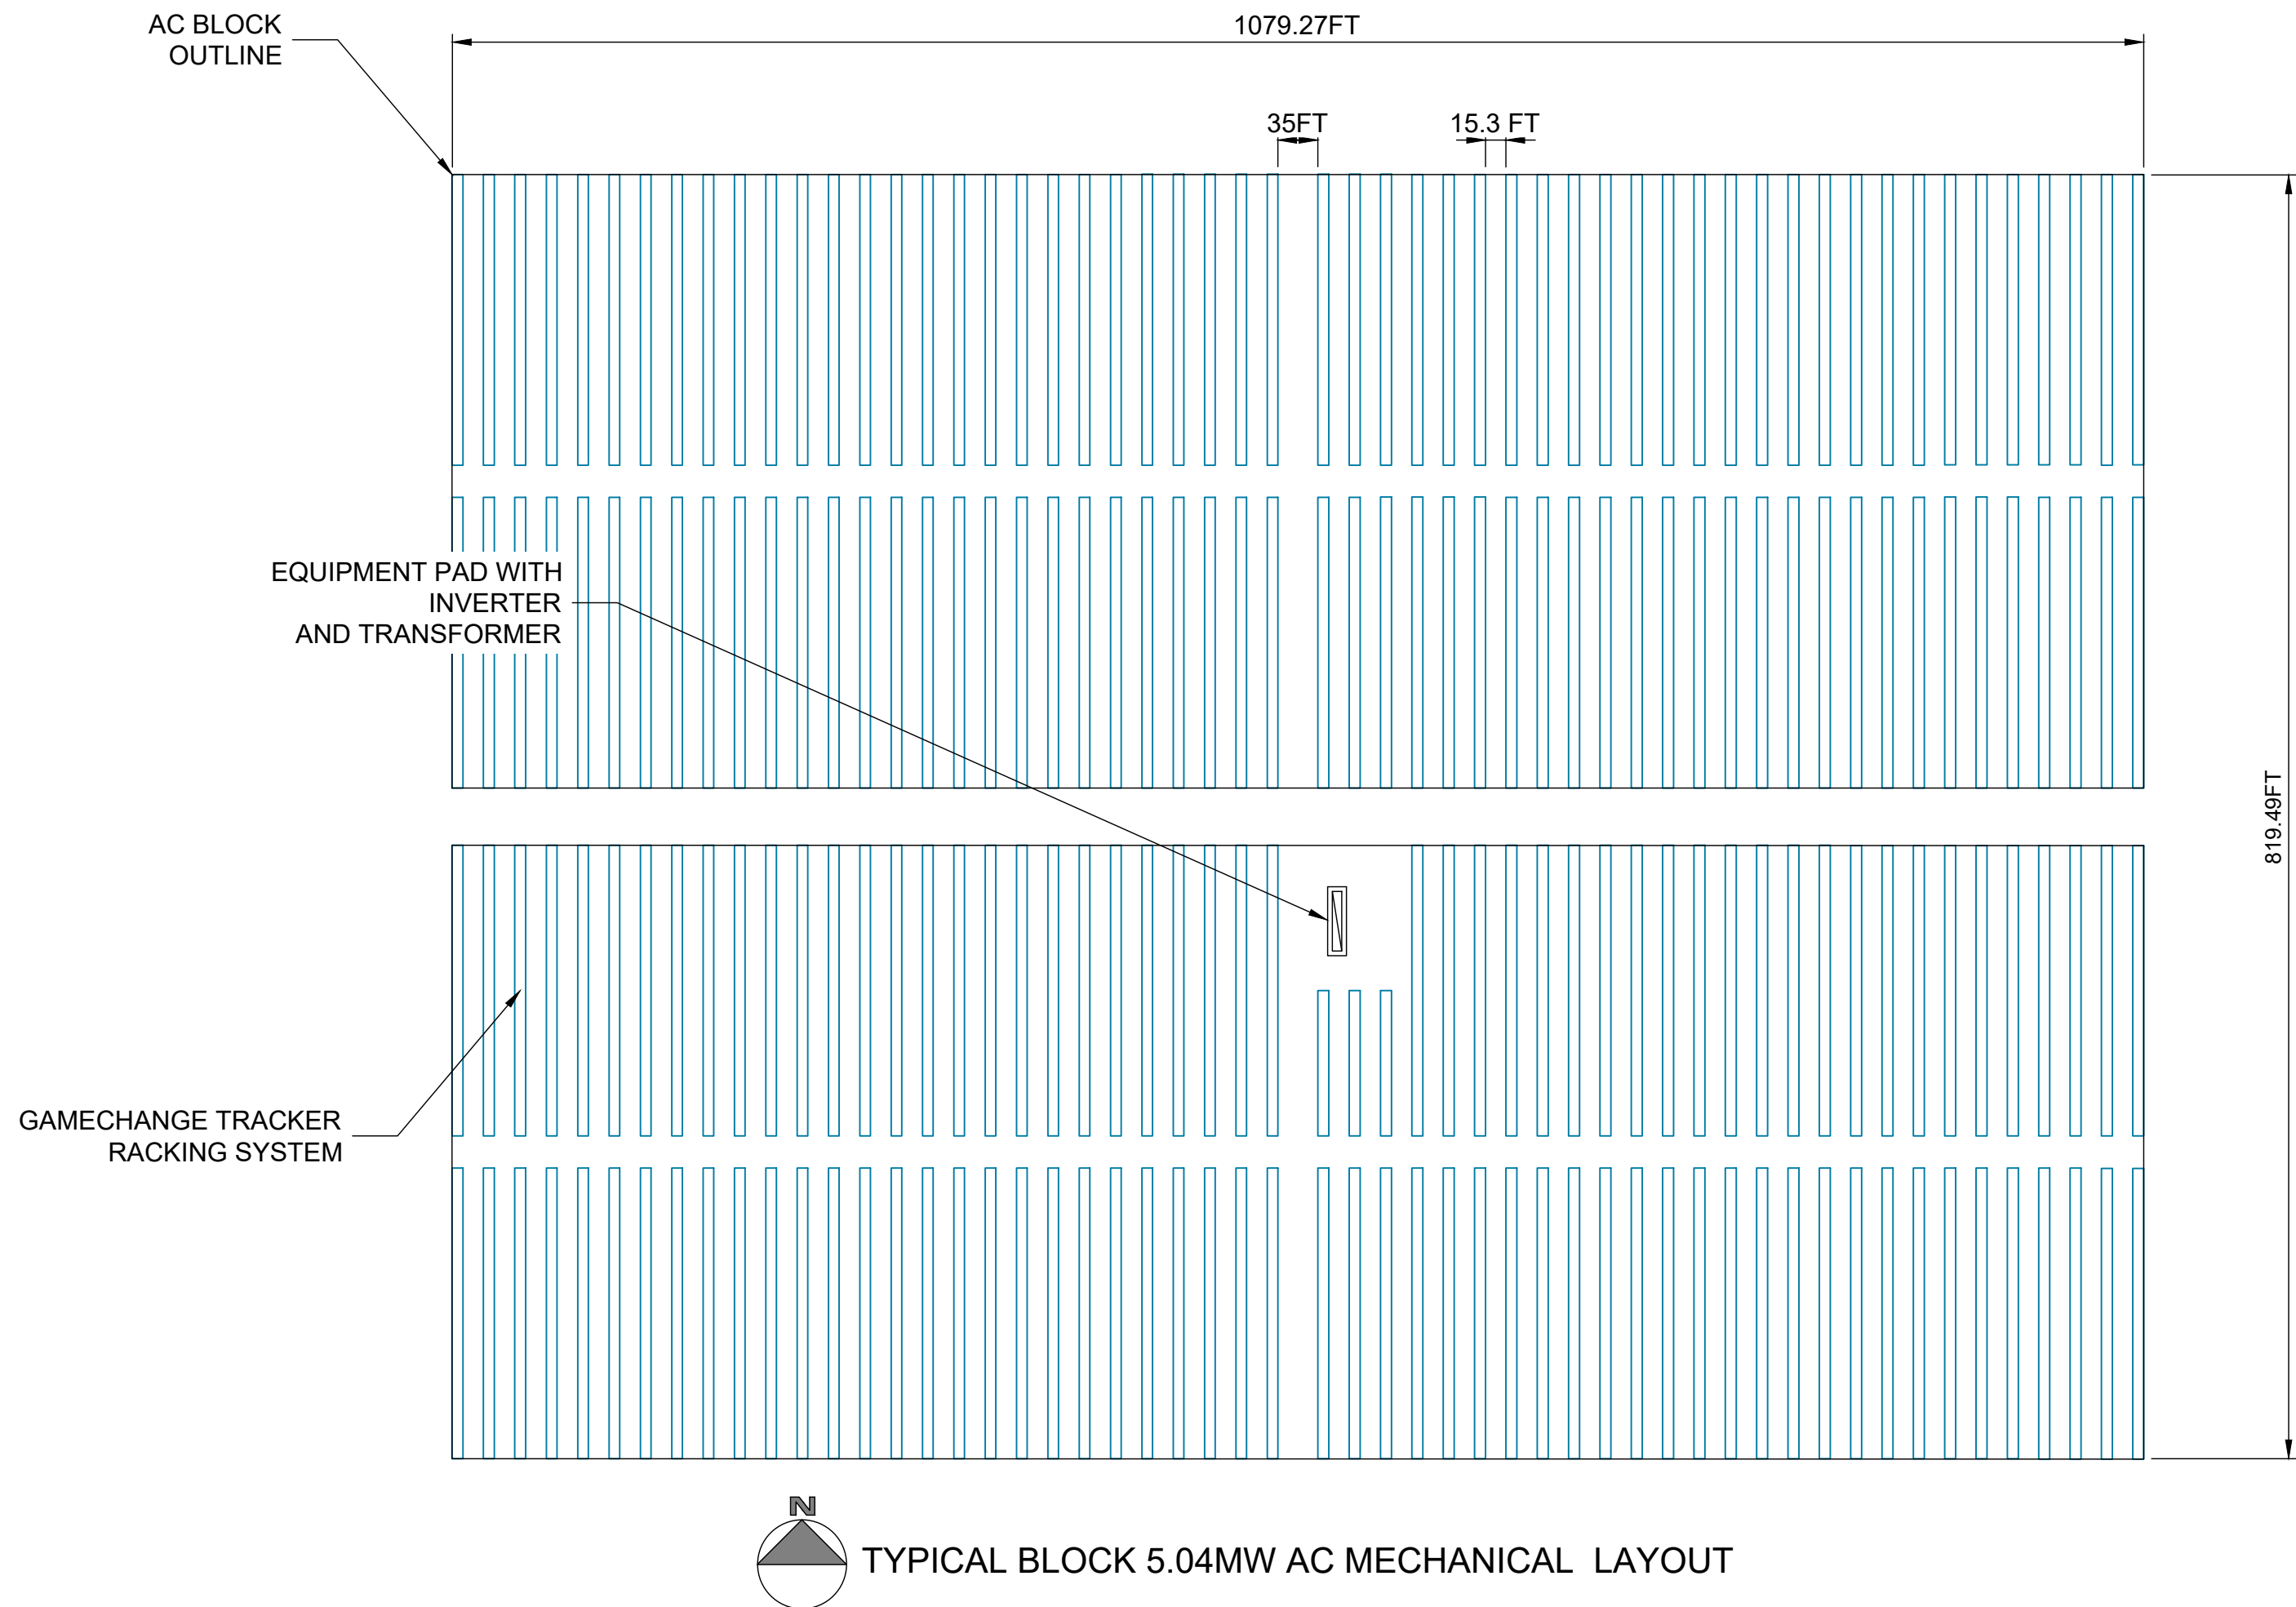 AC BLOCK
OUTLINE
1079.27FT
35FT
15.3 FT
EQUIPMENT PAD WITH
INVERTER
AND TRANSFORMER
819.49FT
GAMECHANGE TRACKER
RACKING SYSTEM
N
TYPICAL BLOCK 5.04MW AC MECHANICAL LAYOUT